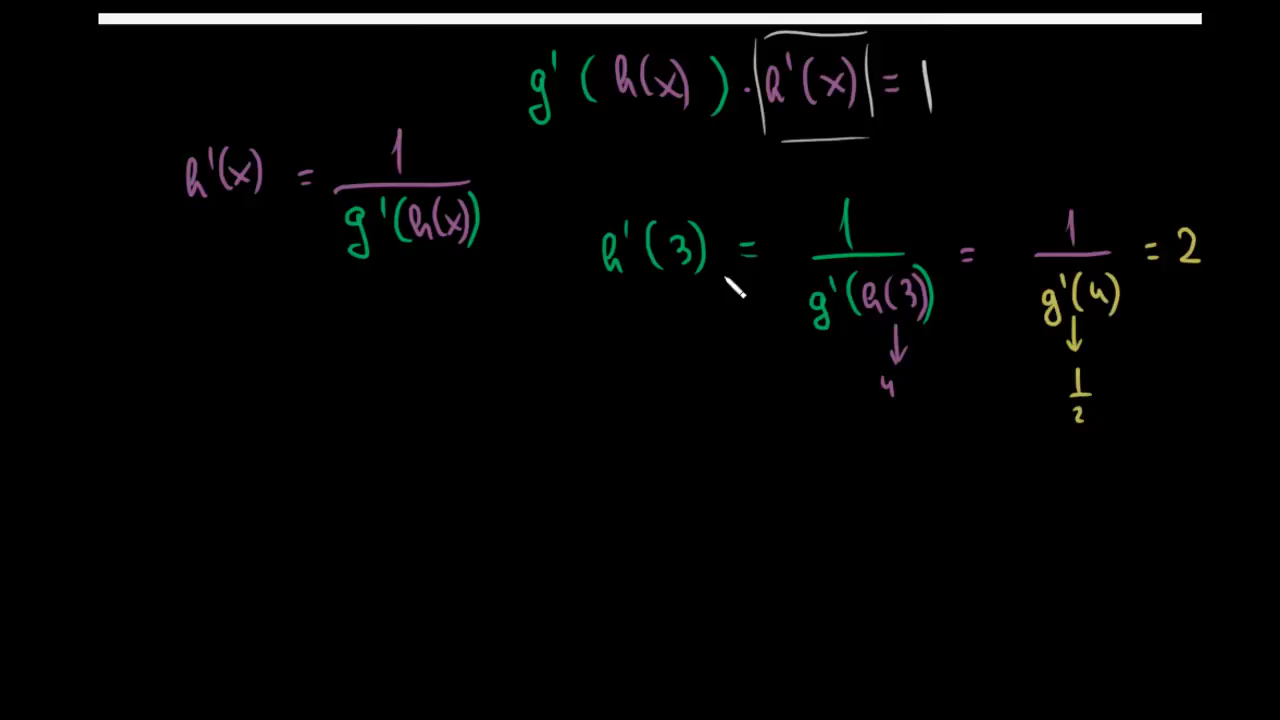 g'(h(x)) · h'(x) = 1
h'(x) = 1/g'(h(x))
h'(3) = 1/g'(h(3)) = 1/g'(4) = 2
↓ ↓
4 1/2